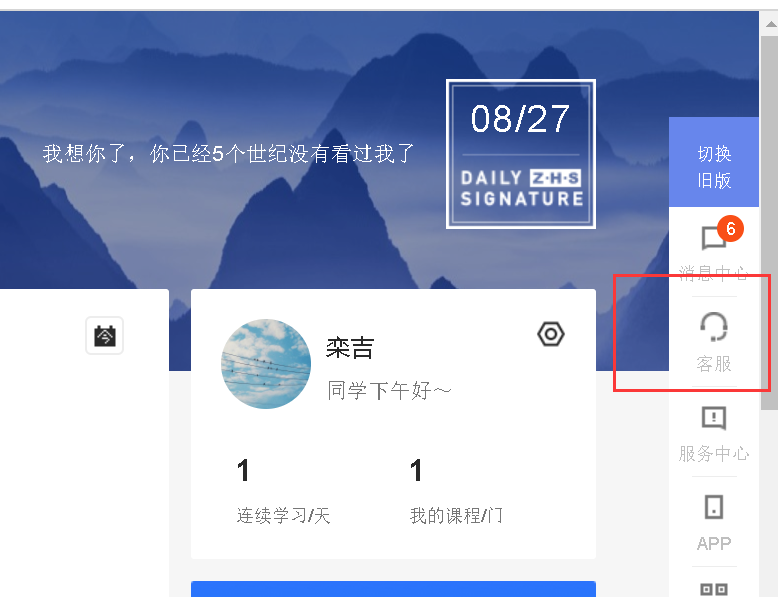 08/27
我想你了，你已经5个世纪没有看过我了
DAILY Z·H·S
SIGNATURE
切换
旧版
6
消息中心
今
栾吉
同学下午好～
客服
1
1
连续学习/天
我的课程/门
服务中心
APP